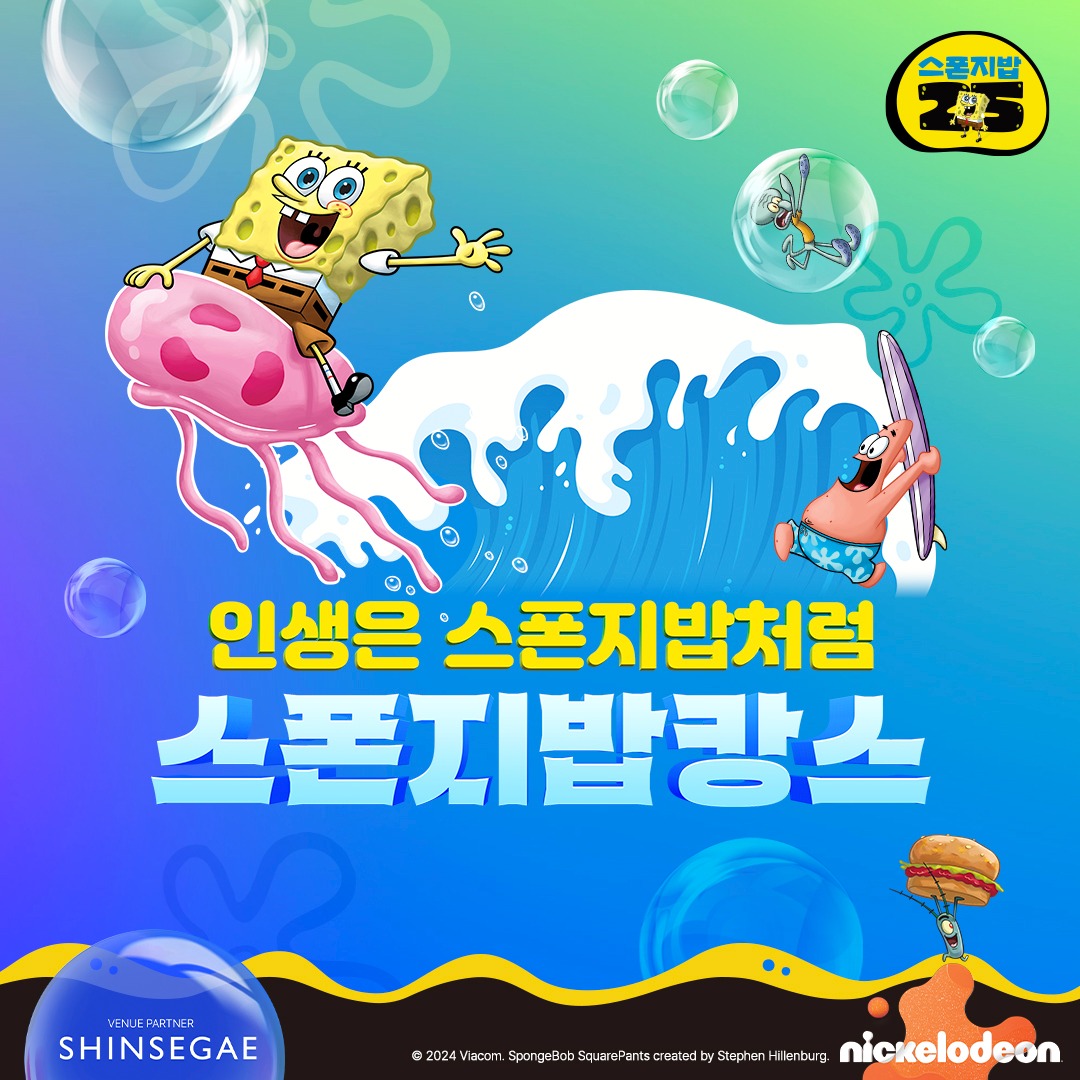 스폰지밥
25
인생은 스폰지밥처럼
스폰지밥캉스
VENUE PARTNER
SHINSEGAE
© 2024 Viacom. SpongeBob SquarePants created by Stephen Hillenburg.
nickelodeon